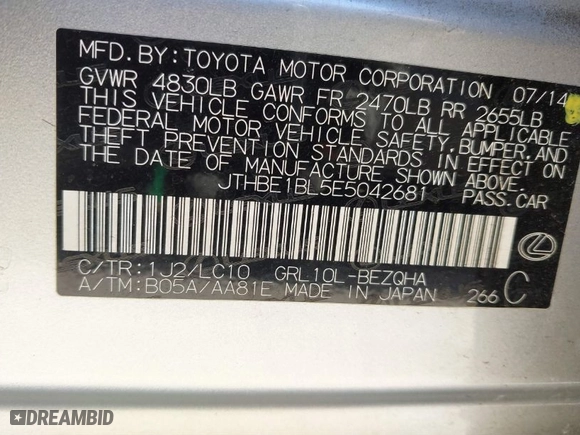 MFD.BY:TOYOTA MOTOR CORPORATION 07/14
GVWR 4830LB GAWR FR 2470LB RR 2655LB
THIS VEHICLE CONFORMS TO ALL APPLICABLE
FEDERAL MOTOR VEHICLE SAFETY,BUMPER,AND
THEFT PREVENTION STANDARDS IN EFFECT ON
THE DATE OF MANUFACTURE SHOWN ABOVE.
JTHBE1BL5E5042681 PASS.CAR
C/TR:1J2/LC10 GRL10L-BEZQHA
A/TM:B05A/AA81E MADE IN JAPAN 266 C
DREAMBID